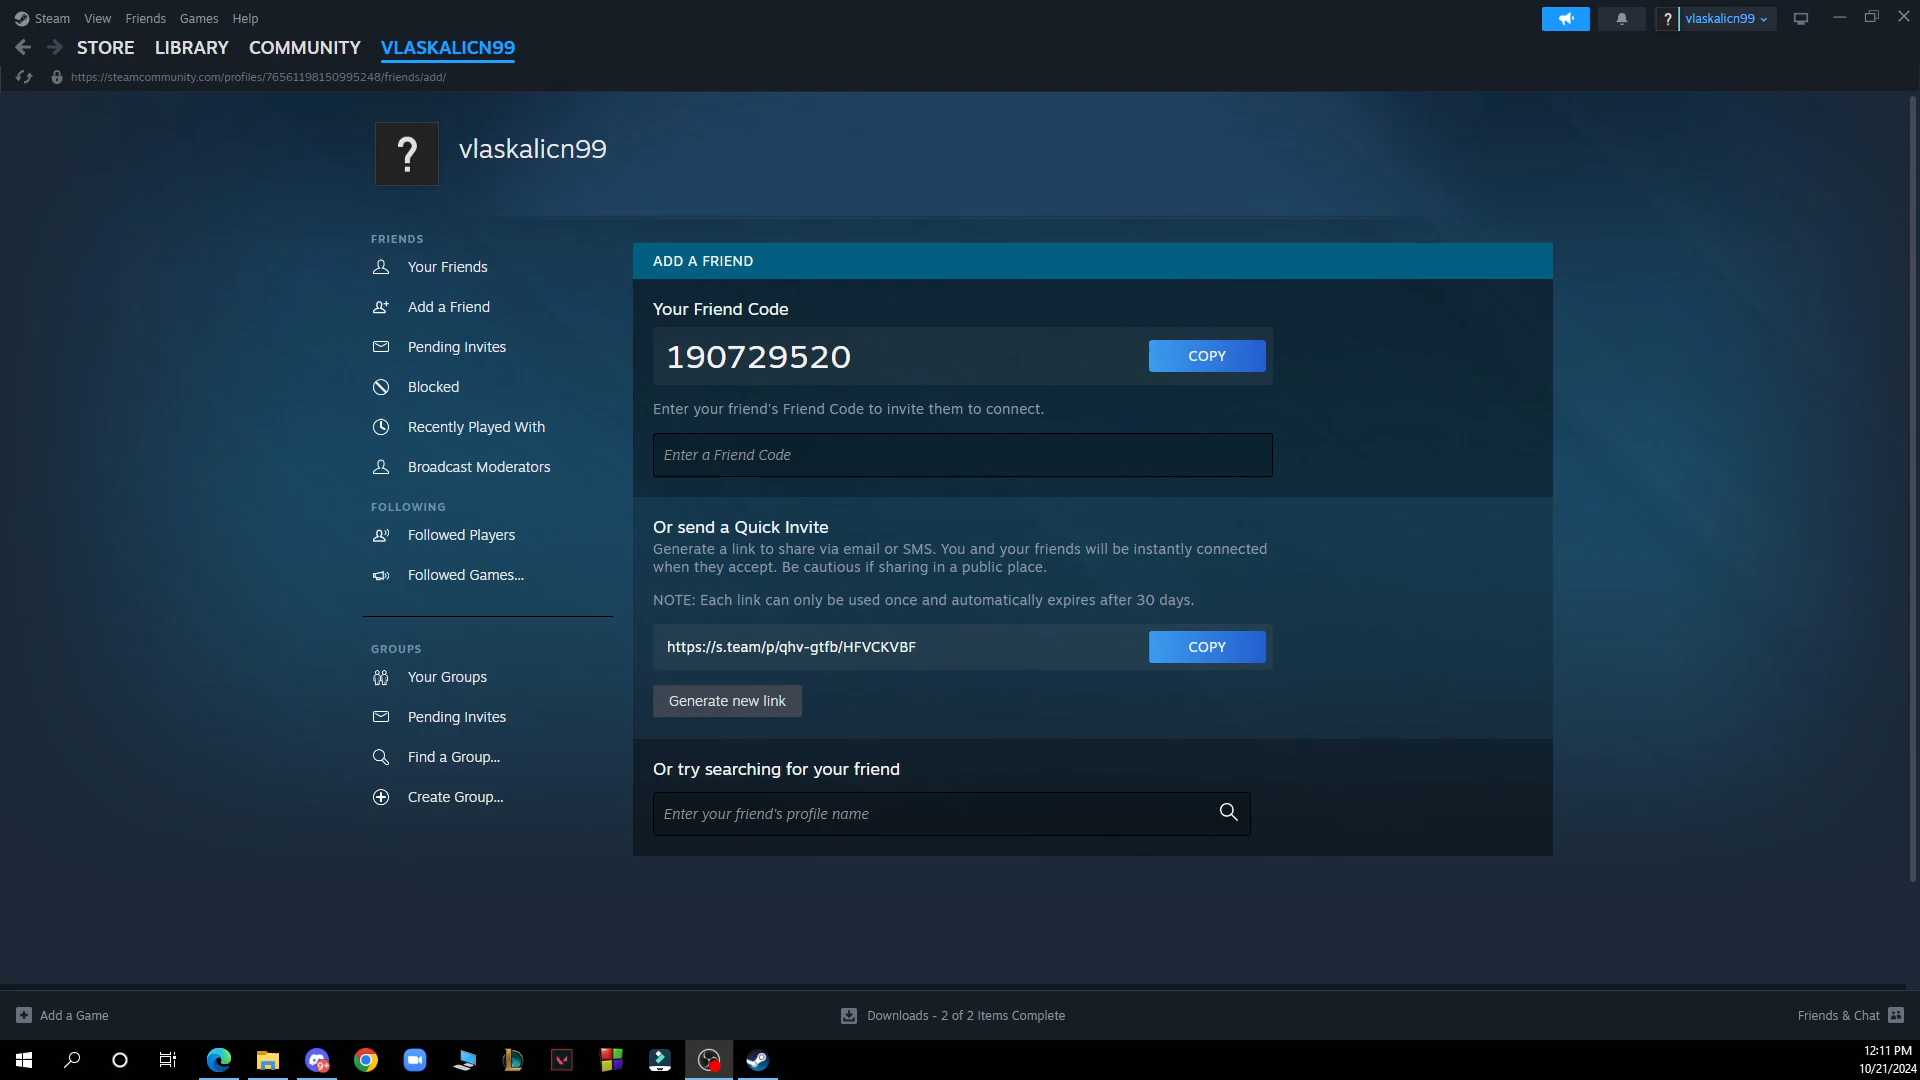 Steam View Friends Games Help
vlaskalicn99
STORE LIBRARY COMMUNITY VLASKALICN99
https://steamcommunity.com/profiles/76561198150995248/friends/add/
? vlaskalicn99
FRIENDS
Your Friends
Add a Friend
Pending Invites
Blocked
Recently Played With
Broadcast Moderators
FOLLOWING
Followed Players
Followed Games...
GROUPS
Your Groups
Pending Invites
Find a Group...
Create Group...
ADD A FRIEND
Your Friend Code
190729520 COPY
Enter your friend's Friend Code to invite them to connect.
Enter a Friend Code
Or send a Quick Invite
Generate a link to share via email or SMS. You and your friends will be instantly connected
when they accept. Be cautious if sharing in a public place.
NOTE: Each link can only be used once and automatically expires after 30 days.
https://s.team/p/qhv-gtfb/HFVCKVBF COPY
Generate new link
Or try searching for your friend
Enter your friend's profile name
Add a Game
Downloads - 2 of 2 Items Complete
Friends & Chat
9+
12:11 PM
10/21/2024